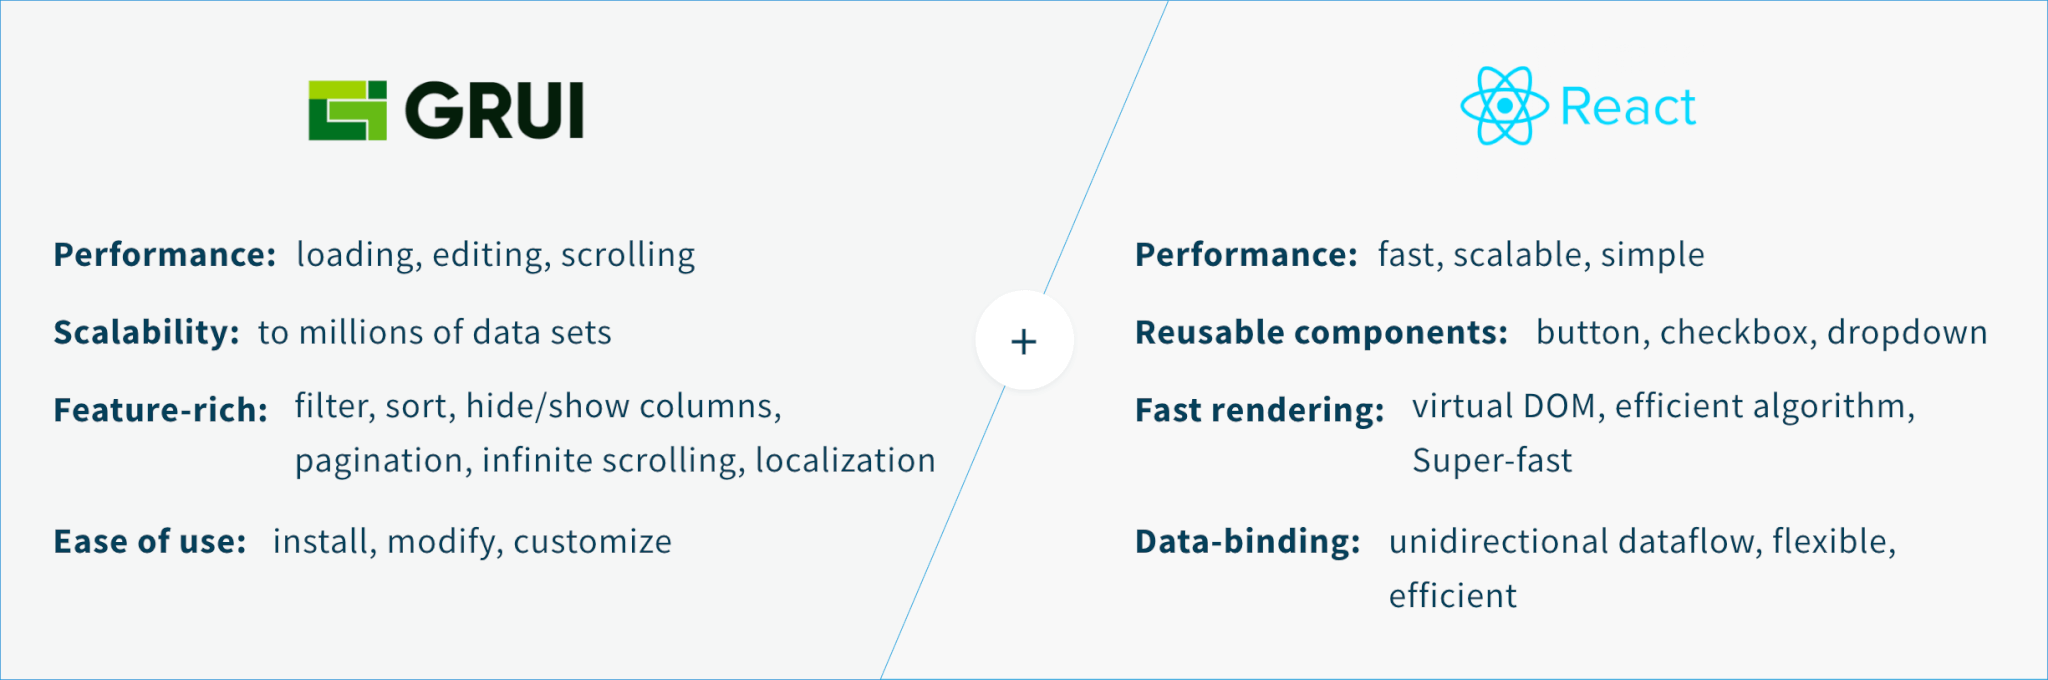 GRUI
Performance: loading, editing, scrolling
Scalability: to millions of data sets
Feature-rich: filter, sort, hide/show columns,
pagination, infinite scrolling, localization
Ease of use: install, modify, customize
+
React
Performance: fast, scalable, simple
Reusable components: button, checkbox, dropdown
Fast rendering: virtual DOM, efficient algorithm,
Super-fast
Data-binding: unidirectional dataflow, flexible,
efficient